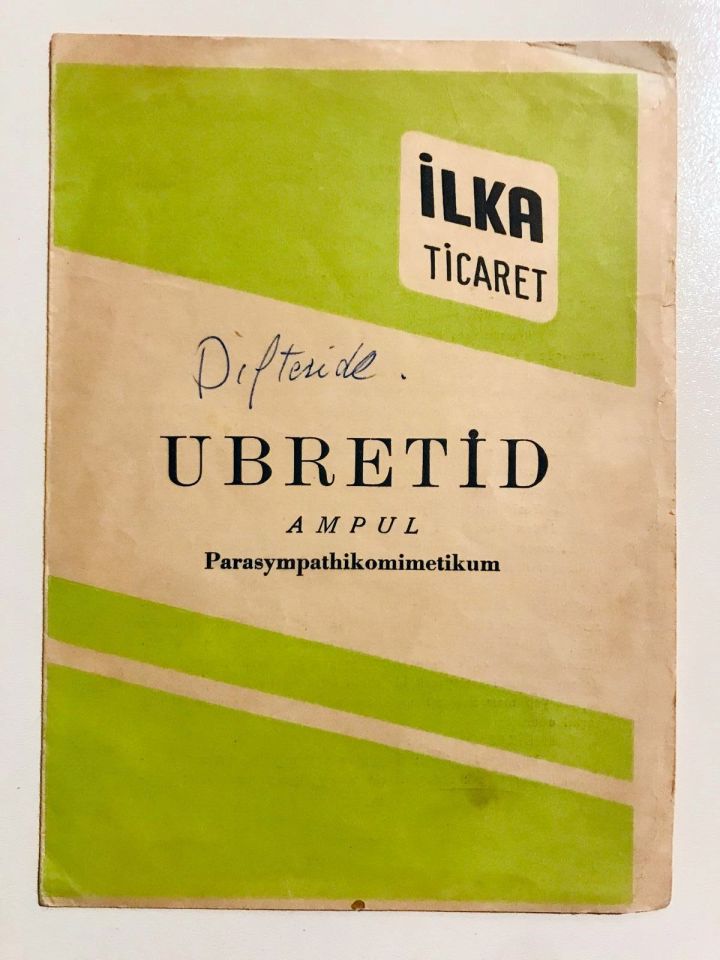 İLKA
TİCARET
Difteride.
UBRETİD
AMPUL
Parasympathikomimetikum